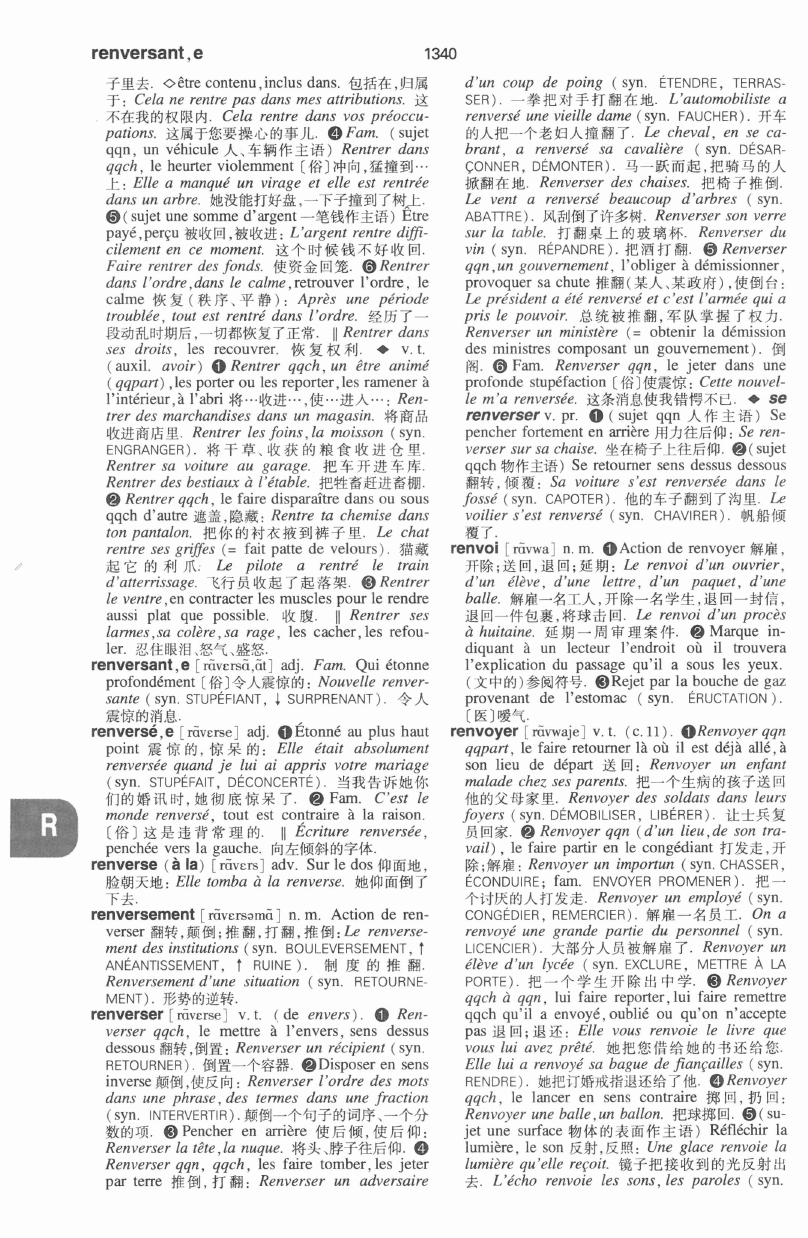 renversant,e
1340
子里去. ◇être contenu,inclus dans. 包括在,归属
于: Cela ne rentre pas dans mes attributions. 这
不在我的权限内. Cela rentre dans vos préoccu-
pations. 这属于您要操心的事儿. ❹ Fam. (sujet
qqn, un véhicule 人、车辆作主语) Rentrer dans
qqch, le heurter violemment〔俗〕冲向,猛撞到…
上: Elle a manqué un virage et elle est rentrée
dans un arbre. 她没能打好盘,一下子撞到了树上.
❺ (sujet une somme d'argent 一笔钱作主语) Être
payé,perçu 被收回,被收进: L'argent rentre diffi-
cilement en ce moment. 这个时候钱不好收回.
Faire rentrer des fonds. 使资金回笼. ❻ Rentrer
dans l'ordre,dans le calme,retrouver l'ordre, le
calme 恢复(秩序、平静): Après une période
troublée, tout est rentré dans l'ordre. 经历了一
段动乱时期后,一切都恢复了正常. ‖ Rentrer dans
ses droits, les recouvrer. 恢复权利. ◆ v. t.
(auxil. avoir) ❶ Rentrer qqch,un être animé
(qqpart),les porter ou les reporter,les ramener à
l'intérieur,à l'abri 将…收进…,使…进入…: Ren-
trer des marchandises dans un magasin. 将商品
收进商店里. Rentrer les foins,la moisson (syn.
ENGRANGER). 将干草、收获的粮食收进仓里.
Rentrer sa voiture au garage. 把车开进车库.
Rentrer des bestiaux à l'étable. 把牲畜赶进畜棚.
❷ Rentrer qqch, le faire disparaître dans ou sous
qqch d'autre 遮盖,隐藏: Rentre ta chemise dans
ton pantalon. 把你的衬衣掖到裤子里. Le chat
rentre ses griffes (= fait patte de velours). 猫藏
起它的利爪. Le pilote a rentré le train
d'atterrissage. 飞行员收起了起落架. ❸ Rentrer
le ventre,en contracter les muscles pour le rendre
aussi plat que possible. 收腹. ‖ Rentrer ses
larmes,sa colère,sa rage, les cacher,les refou-
ler. 忍住眼泪、怒气、盛怒.
renversant,e [rɑ̃vɛrsɑ̃,ɑ̃t] adj. Fam. Qui étonne
profondément〔俗〕令人震惊的: Nouvelle renver-
sante (syn. STUPÉFIANT, ↓ SURPRENANT). 令人
震惊的消息.
renversé,e [rɑ̃vɛrse] adj. ❶ Étonné au plus haut
point 震惊的,惊呆的: Elle était absolument
renversée quand je lui ai appris votre mariage
(syn. STUPÉFAIT, DÉCONCERTÉ). 当我告诉她你
们的婚讯时,她彻底惊呆了. ❷ Fam. C'est le
monde renversé, tout est contraire à la raison.
〔俗〕这是违背常理的. ‖ Écriture renversée,
penchée vers la gauche. 向左倾斜的字体.
R
renverse (à la) [rɑ̃vɛrs] adv. Sur le dos 仰面地,
脸朝天地: Elle tomba à la renverse. 她仰面倒了
下去.
renversement [rɑ̃vɛrsəmɑ̃] n. m. Action de ren-
verser 翻转,颠倒;推翻,打翻,推倒: Le renverse-
ment des institutions (syn. BOULEVERSEMENT, ↑
ANÉANTISSEMENT, ↑ RUINE). 制度的推翻.
Renversement d'une situation (syn. RETOURNE-
MENT). 形势的逆转.
renverser [rɑ̃vɛrse] v. t. (de envers). ❶ Ren-
verser qqch, le mettre à l'envers, sens dessus
dessous 翻转,倒置: Renverser un récipient (syn.
RETOURNER). 倒置一个容器. ❷ Disposer en sens
inverse 颠倒,使反向: Renverser l'ordre des mots
dans une phrase, des termes dans une fraction
(syn. INTERVERTIR). 颠倒一个句子的词序、一个分
数的项. ❸ Pencher en arrière 使后倾,使后仰:
Renverser la tête,la nuque. 将头、脖子往后仰. ❹
Renverser qqn, qqch, les faire tomber,les jeter
par terre 推倒,打翻: Renverser un adversaire
d'un coup de poing (syn. ÉTENDRE, TERRAS-
SER). 一拳把对手打翻在地. L'automobiliste a
renversé une vieille dame (syn. FAUCHER). 开车
的人把一个老妇人撞翻了. Le cheval, en se ca-
brant, a renversé sa cavalière (syn. DÉSAR-
ÇONNER, DÉMONTER). 马一跃而起,把骑马的人
掀翻在地. Renverser des chaises. 把椅子推倒.
Le vent a renversé beaucoup d'arbres (syn.
ABATTRE). 风刮倒了许多树. Renverser son verre
sur la table. 打翻桌上的玻璃杯. Renverser du
vin (syn. RÉPANDRE). 把酒打翻. ❺ Renverser
qqn,un gouvernement, l'obliger à démissionner,
provoquer sa chute 推翻(某人、某政府),使倒台:
Le président a été renversé et c'est l'armée qui a
pris le pouvoir. 总统被推翻,军队掌握了权力.
Renverser un ministère (= obtenir la démission
des ministres composant un gouvernement). 倒
阁. ❻ Fam. Renverser qqn, le jeter dans une
profonde stupéfaction〔俗〕使震惊: Cette nouvel-
le m'a renversée. 这条消息使我错愕不已. ◆ se
renverser v. pr. ❶ (sujet qqn 人作主语) Se
pencher fortement en arrière 用力往后仰: Se ren-
verser sur sa chaise. 坐在椅子上往后仰. ❷ (sujet
qqch 物作主语) Se retourner sens dessus dessous
翻转,倾覆: Sa voiture s'est renversée dans le
fossé (syn. CAPOTER). 他的车子翻到了沟里. Le
voilier s'est renversé (syn. CHAVIRER). 帆船倾
覆了.
renvoi [rɑ̃vwa] n. m. ❶ Action de renvoyer 解雇,
开除;送回,退回;延期: Le renvoi d'un ouvrier,
d'un élève, d'une lettre, d'un paquet, d'une
balle. 解雇一名工人,开除一名学生,退回一封信,
退回一件包裹,将球击回. Le renvoi d'un procès
à huitaine. 延期一周审理案件. ❷ Marque in-
diquant à un lecteur l'endroit où il trouvera
l'explication du passage qu'il a sous les yeux.
(文中的)参阅符号. ❸ Rejet par la bouche de gaz
provenant de l'estomac (syn. ÉRUCTATION).
〔医〕嗳气.
renvoyer [rɑ̃vwaje] v. t. (c. 11). ❶ Renvoyer qqn
qqpart, le faire retourner là où il est déjà allé,à
son lieu de départ 送回: Renvoyer un enfant
malade chez ses parents. 把一个生病的孩子送回
他的父母家里. Renvoyer des soldats dans leurs
foyers (syn. DÉMOBILISER, LIBÉRER). 让士兵复
员回家. ❷ Renvoyer qqn (d'un lieu,de son tra-
vail), le faire partir en le congédiant 打发走,开
除;解雇: Renvoyer un importun (syn. CHASSER,
ÉCONDUIRE; fam. ENVOYER PROMENER). 把一
个讨厌的人打发走. Renvoyer un employé (syn.
CONGÉDIER, REMERCIER). 解雇一名员工. On a
renvoyé une grande partie du personnel (syn.
LICENCIER). 大部分人员被解雇了. Renvoyer un
élève d'un lycée (syn. EXCLURE, METTRE À LA
PORTE). 把一个学生开除出中学. ❸ Renvoyer
qqch à qqn, lui faire reporter,lui faire remettre
qqch qu'il a envoyé,oublié ou qu'on n'accepte
pas 退回;退还: Elle vous renvoie le livre que
vous lui avez prêté. 她把您借给她的书还给您.
Elle lui a renvoyé sa bague de fiançailles (syn.
RENDRE). 她把订婚戒指退还给了他. ❹ Renvoyer
qqch, le lancer en sens contraire 掷回,扔回:
Renvoyer une balle,un ballon. 把球掷回. ❺ (su-
jet une surface 物体的表面作主语) Réfléchir la
lumière, le son 反射,反照: Une glace renvoie la
lumière qu'elle reçoit. 镜子把接收到的光反射出
去. L'écho renvoie les sons, les paroles (syn.